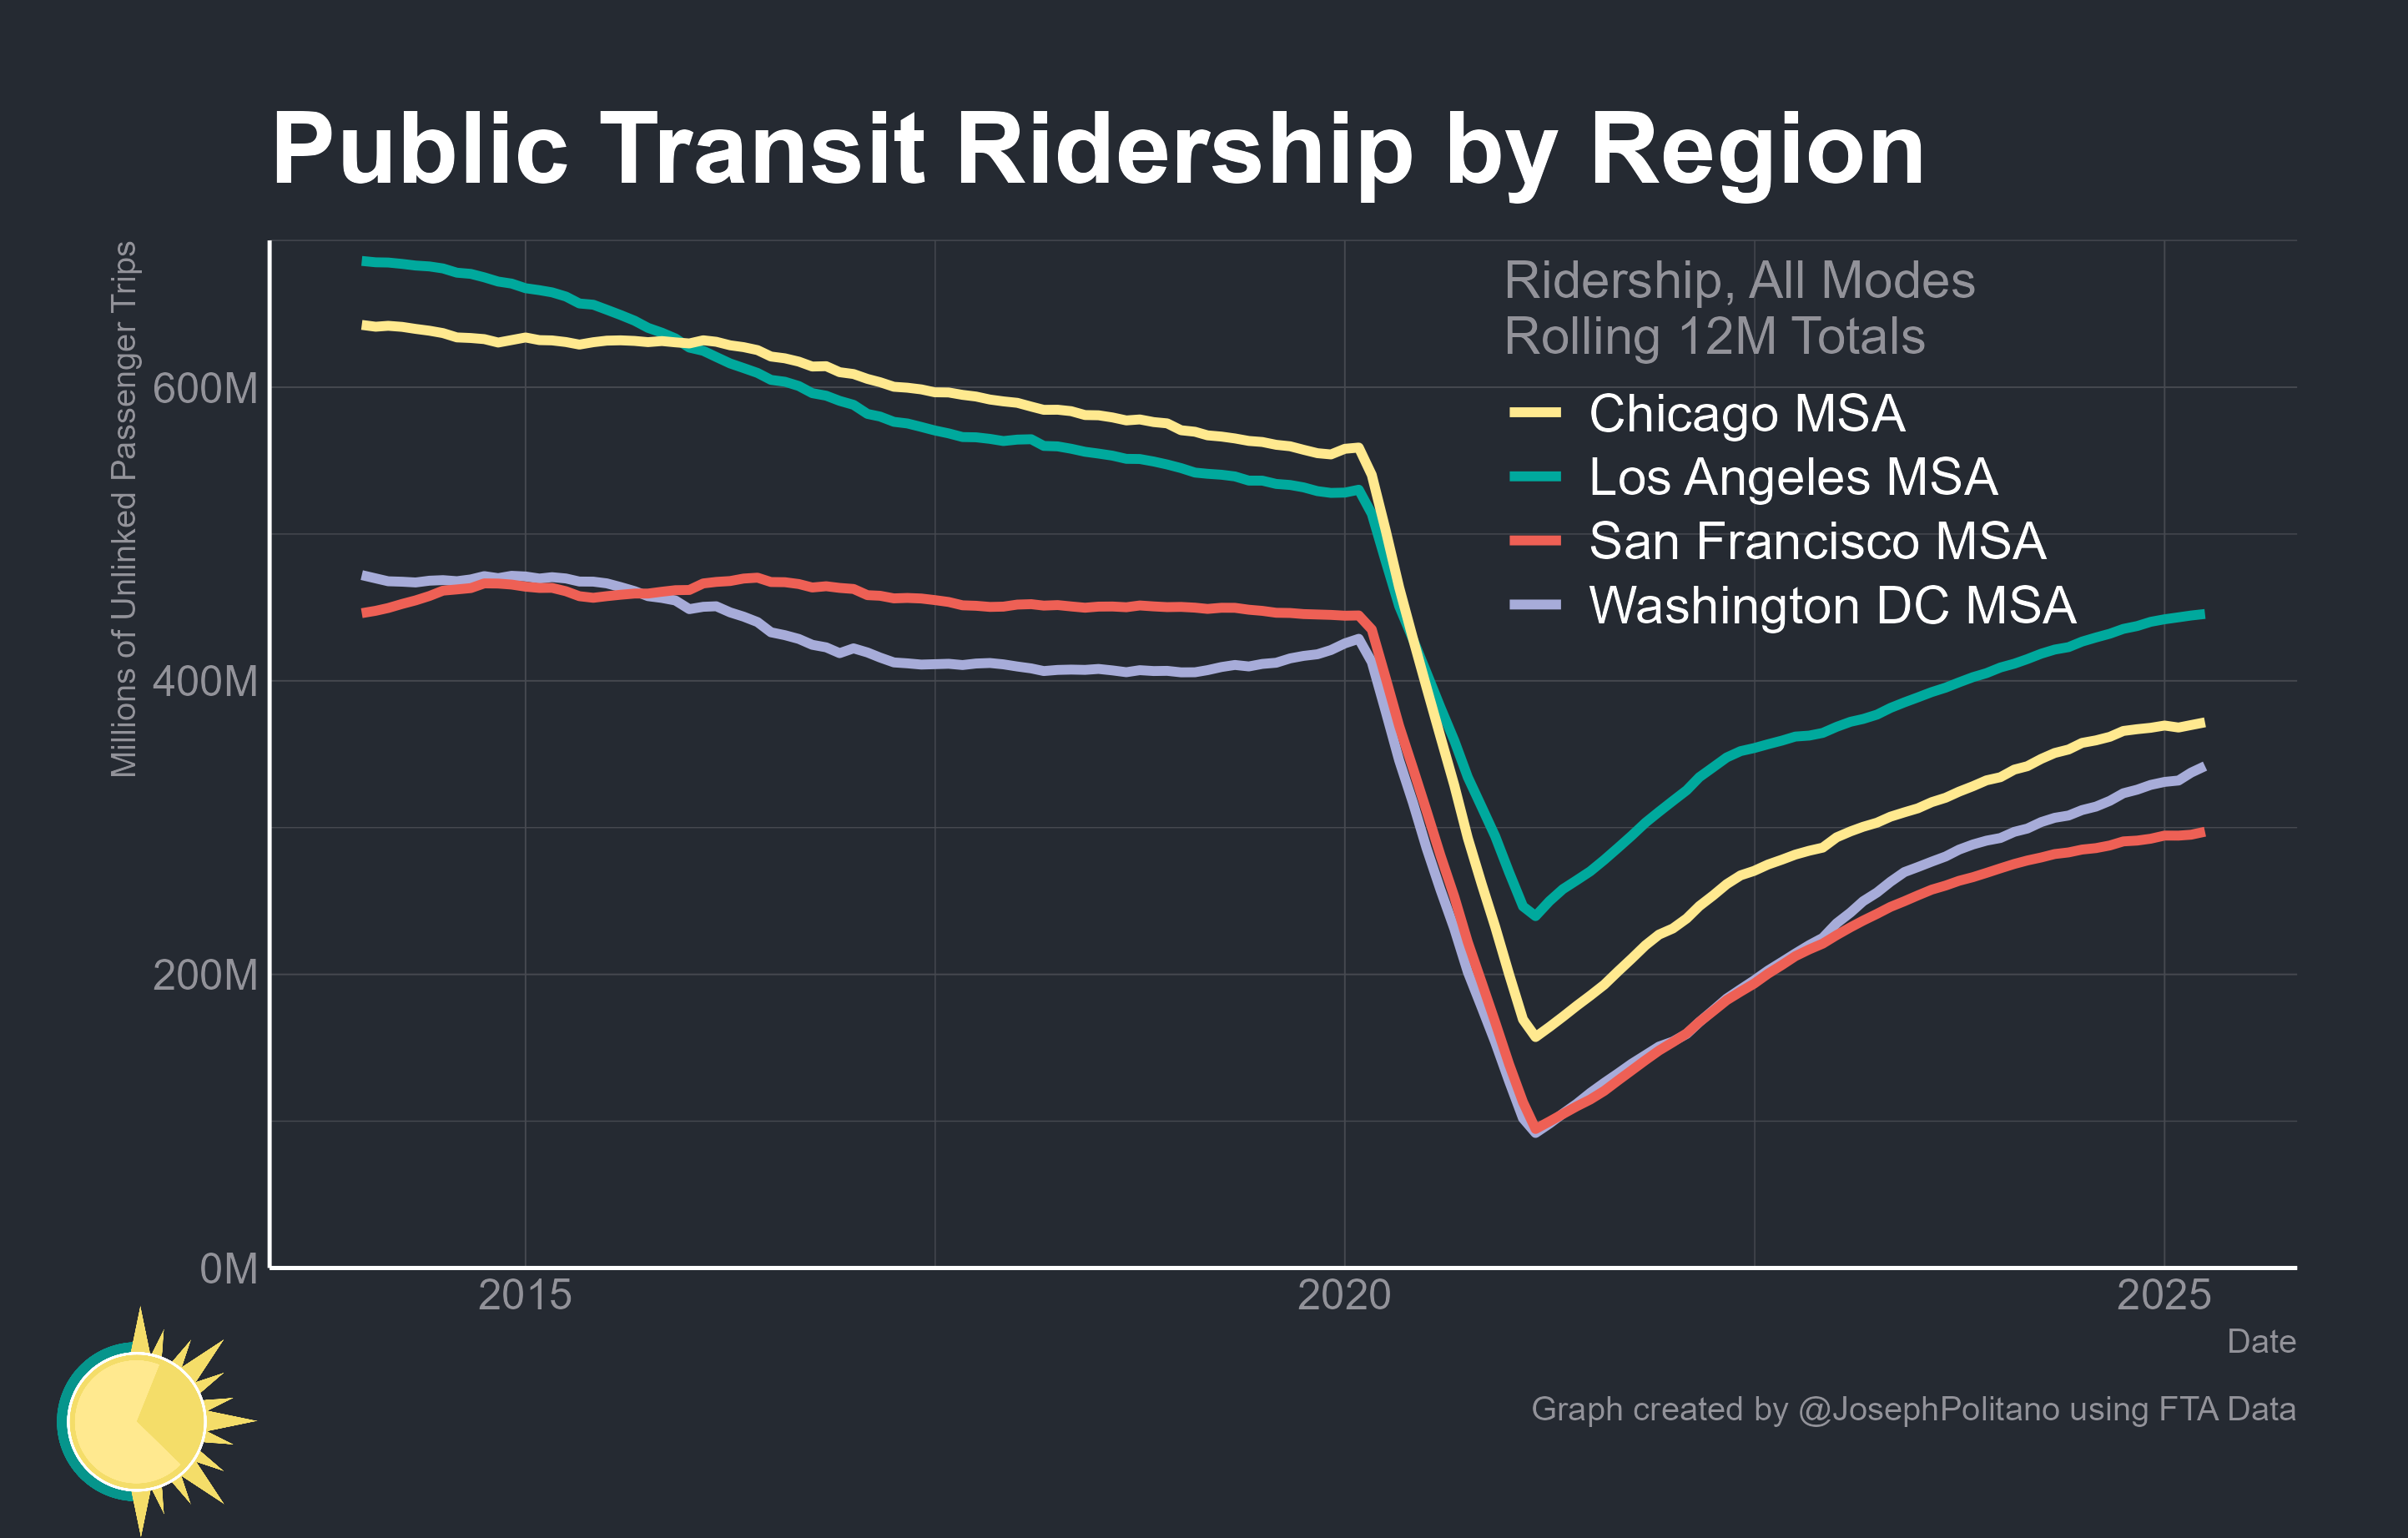 Public Transit Ridership by Region
Millions of Unlinked Passenger Trips
Ridership, All Modes
Rolling 12M Totals
Chicago MSA
Los Angeles MSA
San Francisco MSA
Washington DC MSA
600M
400M
200M
0M
2015
2020
2025
Date
Graph created by @JosephPolitano using FTA Data